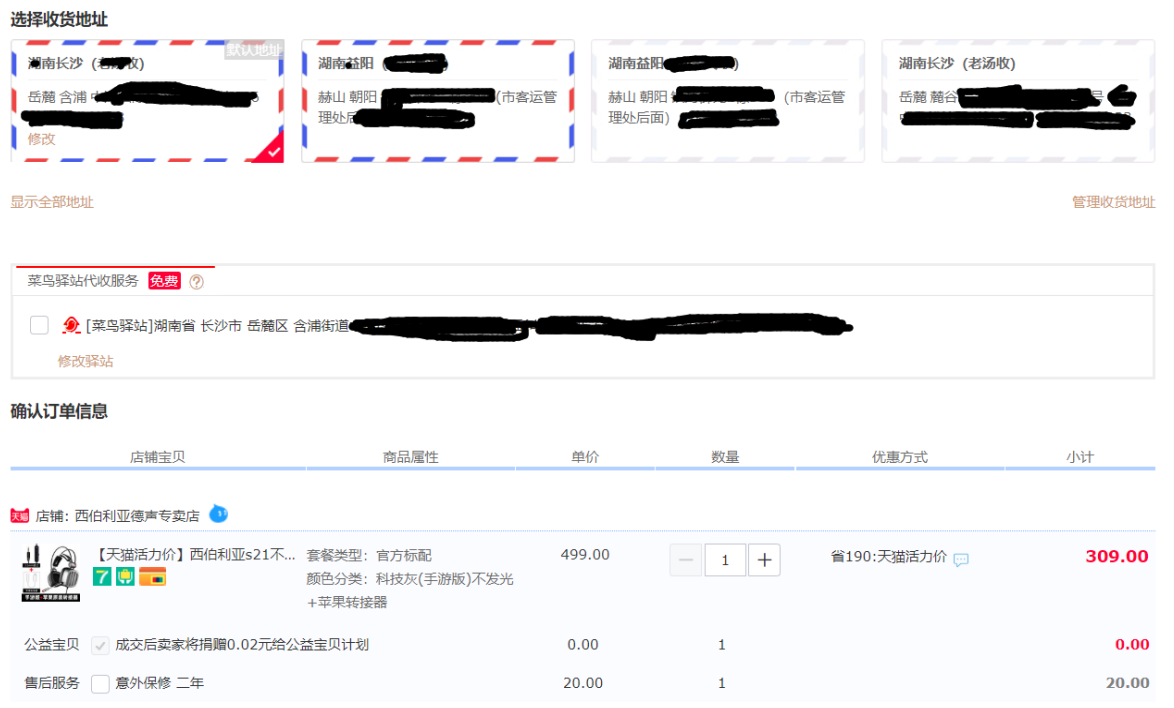 选择收货地址
默认地址
湖南长沙（老汤收）
岳麓 含浦
修改
湖南益阳
赫山 朝阳 （市客运管
理处后
湖南益阳
赫山 朝阳 （市客运管
理处后面）
湖南长沙（老汤收）
岳麓 麓谷 号
显示全部地址
管理收货地址
菜鸟驿站代收服务 免费 ?
[菜鸟驿站]湖南省 长沙市 岳麓区 含浦街道
修改驿站
确认订单信息
店铺宝贝 商品属性 单价 数量 优惠方式 小计
天猫 店铺: 西伯利亚德声专卖店
【天猫活力价】西伯利亚s21不... 套餐类型: 官方标配 499.00 － 1 + 省190:天猫活力价 309.00
7 颜色分类: 科技灰(手游版)不发光
+苹果转接器
公益宝贝 成交后卖家将捐赠0.02元给公益宝贝计划 0.00 1 0.00
售后服务 意外保修 二年 20.00 1 20.00